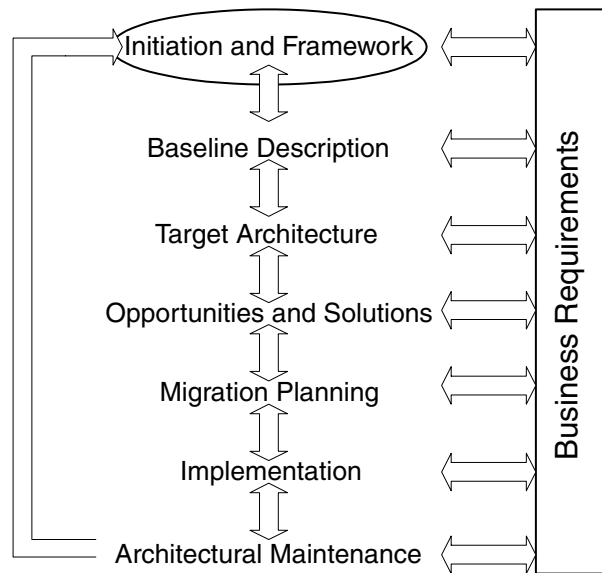 Initiation and Framework
Baseline Description
Target Architecture
Opportunities and Solutions
Migration Planning
Implementation
Architectural Maintenance
Business Requirements